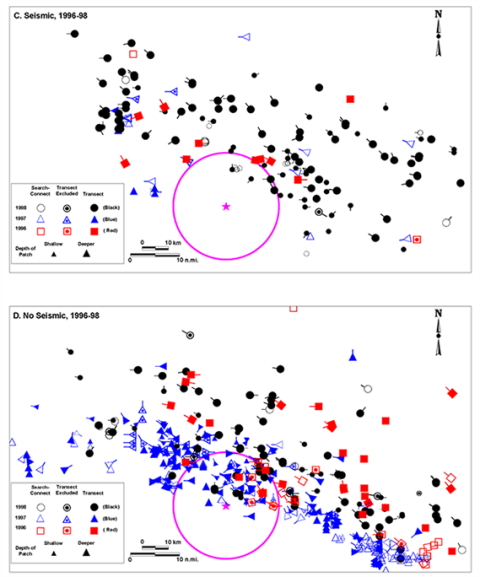 C. Seismic, 1996-98
N
Search- Transect
Connect Excluded Transect
1998 (Black)
1997 (Blue)
1996 (Red)
Depth of Shallow Deeper
Patch
0 10 km
0 10 n.mi.
D. No Seismic, 1996-98
N
Search- Transect
Connect Excluded Transect
1998 (Black)
1997 (Blue)
1996 (Red)
Depth of Shallow Deeper
Patch
0 10 km
0 10 n.mi.